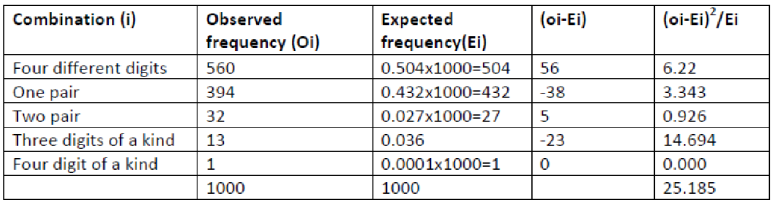 Combination (i) Observed frequency (Oi) Expected frequency(Ei) (oi-Ei) (oi-Ei)²/Ei
Four different digits 560 0.504x1000=504 56 6.22
One pair 394 0.432x1000=432 -38 3.343
Two pair 32 0.027x1000=27 5 0.926
Three digits of a kind 13 0.036 -23 14.694
Four digit of a kind 1 0.0001x1000=1 0 0.000
1000 1000 25.185